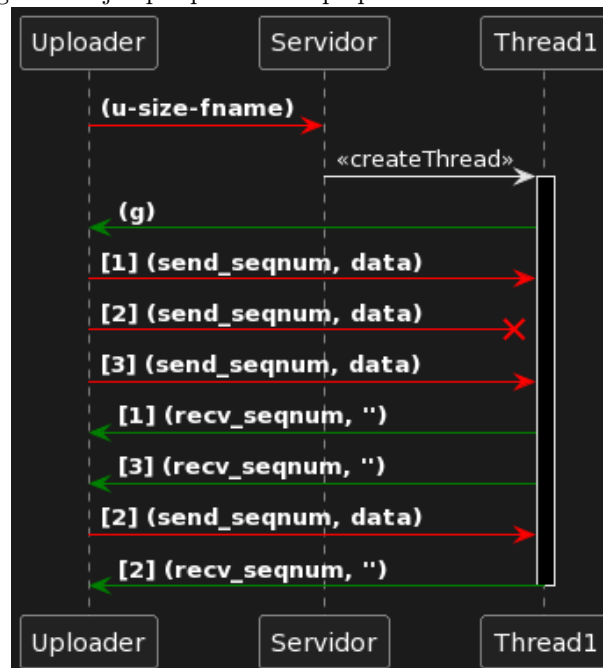 Uploader Servidor Thread1
(u-size-fname)
«createThread»
(g)
[1] (send_seqnum, data)
[2] (send_seqnum, data)
[3] (send_seqnum, data)
[1] (recv_seqnum, '')
[3] (recv_seqnum, '')
[2] (send_seqnum, data)
[2] (recv_seqnum, '')
Uploader Servidor Thread1